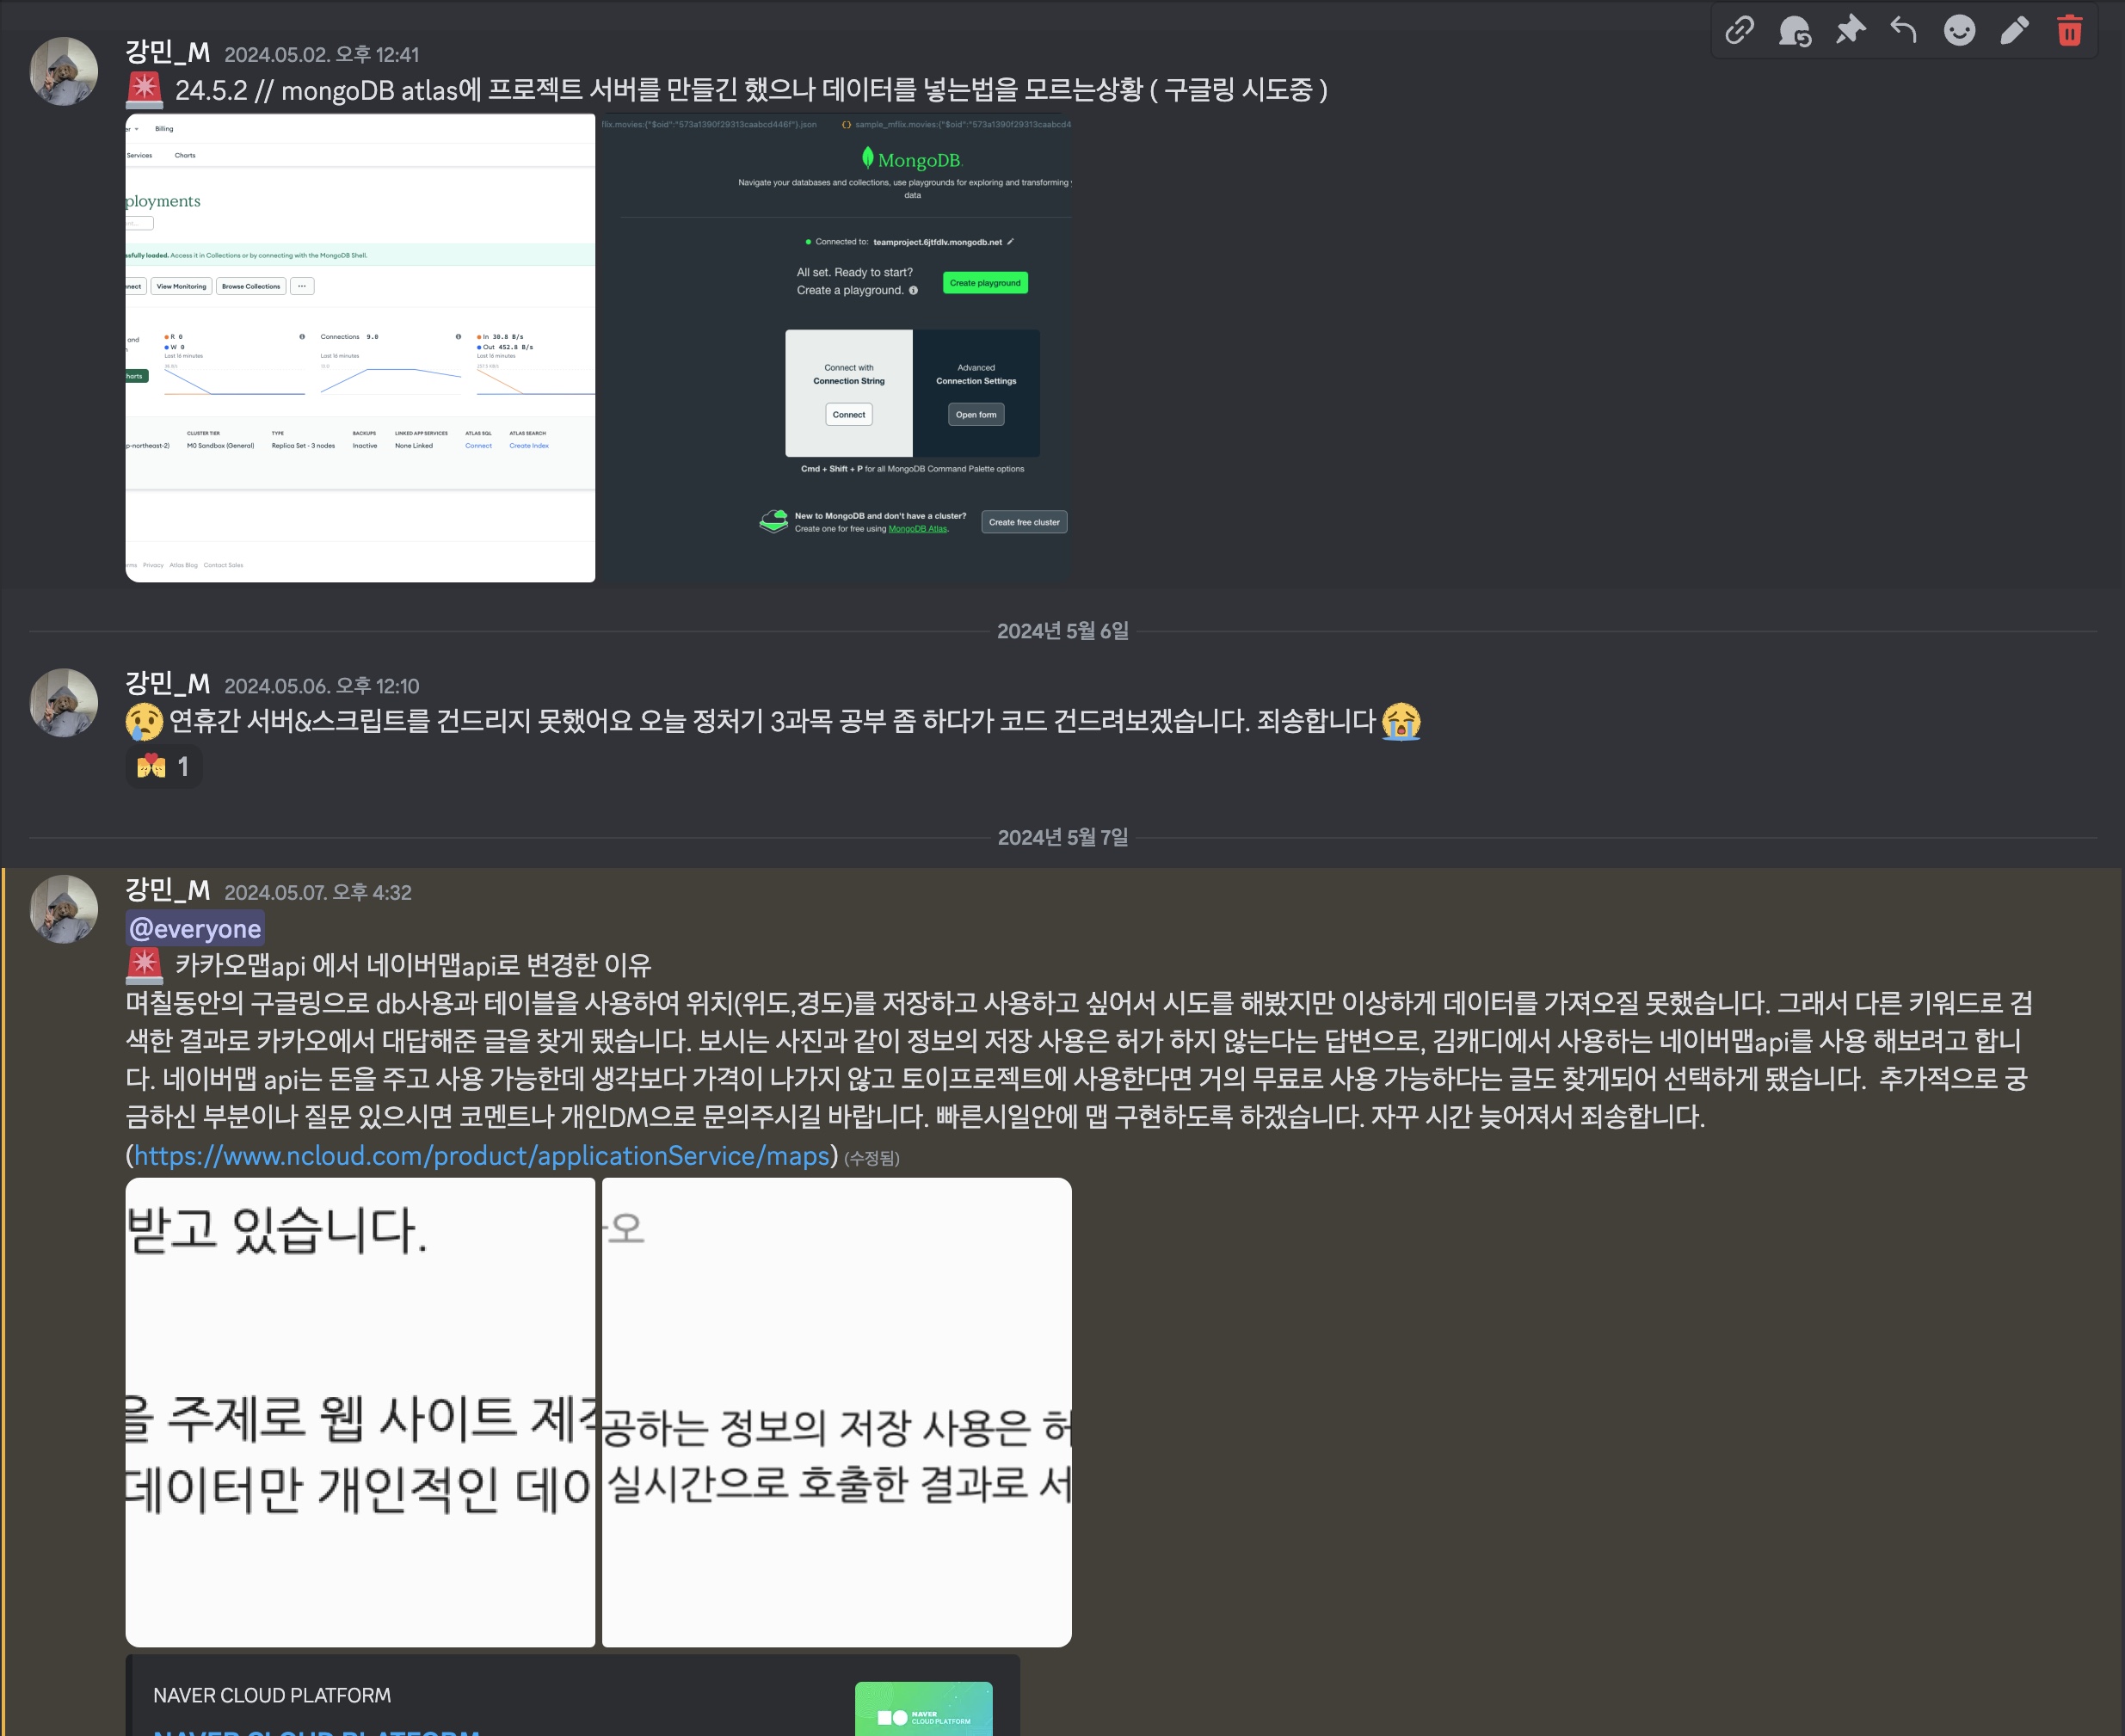 강민_M 2024.05.02. 오후 12:41
24.5.2 // mongoDB atlas에 프로젝트 서버를 만들긴 했으나 데이터를 넣는법을 모르는상황 ( 구글링 시도중 )
Billing
Services Charts
ployments
ssfully loaded. Access it in Collections or by connecting with the MongoDB Shell.
nnect View Monitoring Browse Collections ...
and
R 0
W 0
Last 16 minutes
Connections 9.0
Last 16 minutes
In 30.8 B/s
Out 452.8 B/s
Last 16 minutes
harts
CLUSTER TIER TYPE BACKUPS LINKED APP SERVICES ATLAS SQL ATLAS SEARCH
p-northeast-2) M0 Sandbox (General) Replica Set - 3 nodes Inactive None Linked Connect Create Index
rms Privacy Atlas Blog Contact Sales
flix.movies:{"$oid":"573a1390f29313caabcd446f"}.json {} sample_mflix.movies:{"$oid":"573a1390f29313caabcd4
MongoDB.
Navigate your databases and collections, use playgrounds for exploring and transforming
data
Connected to: teamproject.6jtfdlv.mongodb.net
All set. Ready to start?
Create a playground.
Create playground
Connect with
Connection String
Connect
Advanced
Connection Settings
Open form
Cmd + Shift + P for all MongoDB Command Palette options
New to MongoDB and don't have a cluster?
Create one for free using MongoDB Atlas.
Create free cluster
2024년 5월 6일
강민_M 2024.05.06. 오후 12:10
연휴간 서버&스크립트를 건드리지 못했어요 오늘 정처기 3과목 공부 좀 하다가 코드 건드려보겠습니다. 죄송합니다
1
2024년 5월 7일
강민_M 2024.05.07. 오후 4:32
@everyone
카카오맵api 에서 네이버맵api로 변경한 이유
며칠동안의 구글링으로 db사용과 테이블을 사용하여 위치(위도,경도)를 저장하고 사용하고 싶어서 시도를 해봤지만 이상하게 데이터를 가져오질 못했습니다. 그래서 다른 키워드로 검
색한 결과로 카카오에서 대답해준 글을 찾게 됐습니다. 보시는 사진과 같이 정보의 저장 사용은 허가 하지 않는다는 답변으로, 김캐디에서 사용하는 네이버맵api를 사용 해보려고 합니
다. 네이버맵 api는 돈을 주고 사용 가능한데 생각보다 가격이 나가지 않고 토이프로젝트에 사용한다면 거의 무료로 사용 가능하다는 글도 찾게되어 선택하게 됐습니다. 추가적으로 궁
금하신 부분이나 질문 있으시면 코멘트나 개인DM으로 문의주시길 바랍니다. 빠른시일안에 맵 구현하도록 하겠습니다. 자꾸 시간 늦어져서 죄송합니다.
(https://www.ncloud.com/product/applicationService/maps) (수정됨)
받고 있습니다.
을 주제로 웹 사이트 제작
데이터만 개인적인 데이
오
공하는 정보의 저장 사용은 허
실시간으로 호출한 결과로 서
NAVER CLOUD PLATFORM
NAVER CLOUD PLATFORM
NAVER
CLOUD PLATFORM